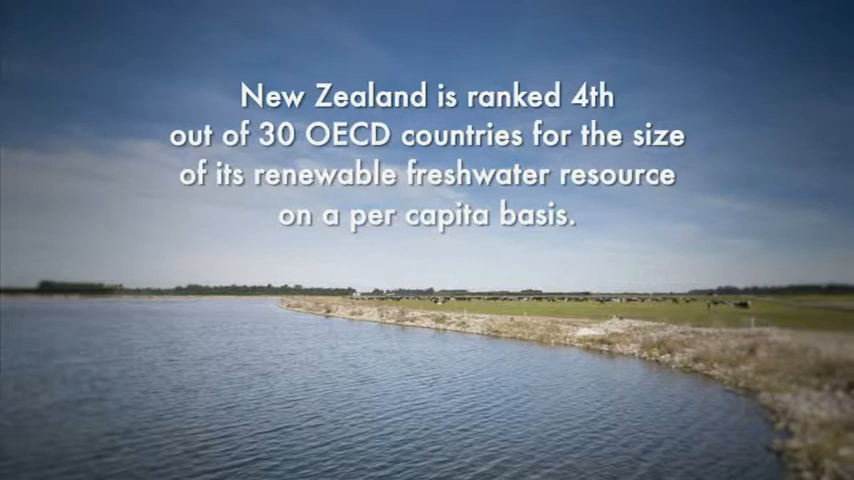 New Zealand is ranked 4th
out of 30 OECD countries for the size
of its renewable freshwater resource
on a per capita basis.